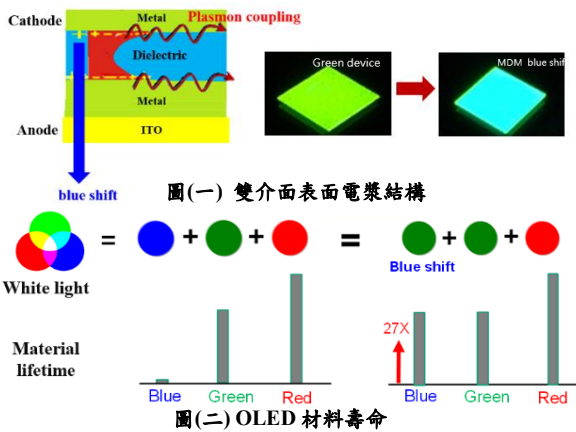 Cathode
Metal
Plasmon coupling
Dielectric
Metal
Anode
ITO
blue shift
Green device
MDM blue shif
圖(一) 雙介面表面電漿結構
White light
=
+
+
=
+
+
Blue shift
Material
lifetime
27X
Blue
Green
Red
Blue
Green
Red
圖(二) OLED 材料壽命